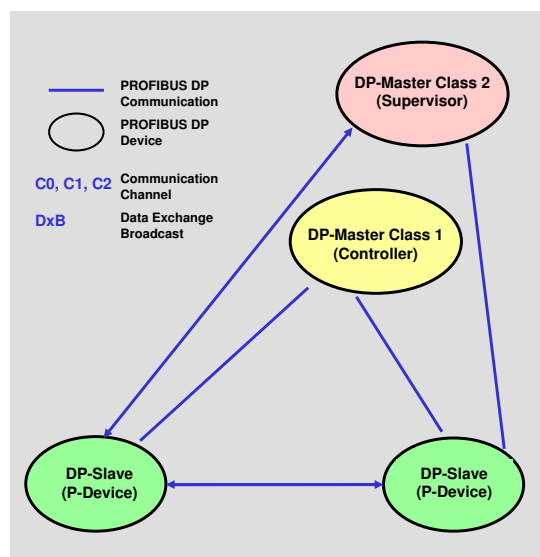 PROFIBUS DP
Communication
PROFIBUS DP
Device
C0, C1, C2 Communication
Channel
DxB Data Exchange
Broadcast
DP-Master Class 2
(Supervisor)
DP-Master Class 1
(Controller)
DP-Slave
(P-Device)
DP-Slave
(P-Device)